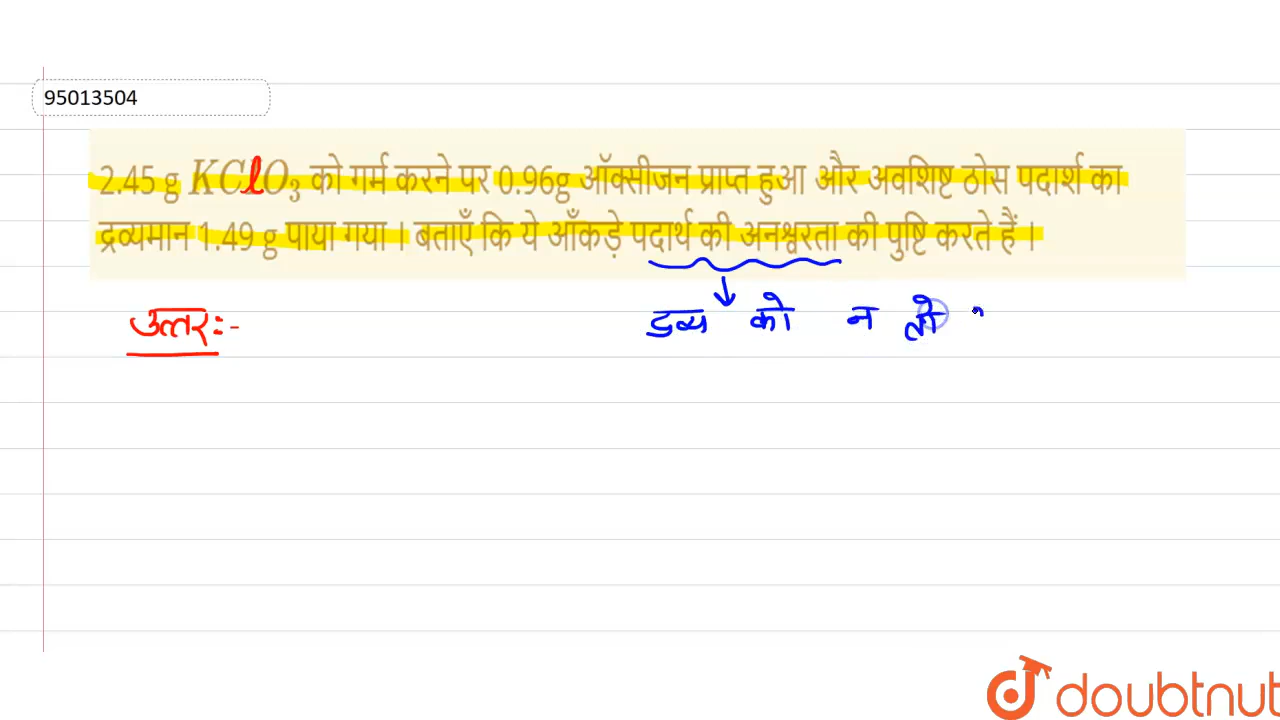 95013504
2.45 g KClO₃ को गर्म करने पर 0.96g ऑक्सीजन प्राप्त हुआ और अवशिष्ट ठोस पदार्श का
द्रव्यमान 1.49 g पाया गया । बताएँ कि ये आँकड़े पदार्थ की अनश्वरता की पुष्टि करते हैं ।
उत्तर :-
द्रव्य को न तो
doubtnut